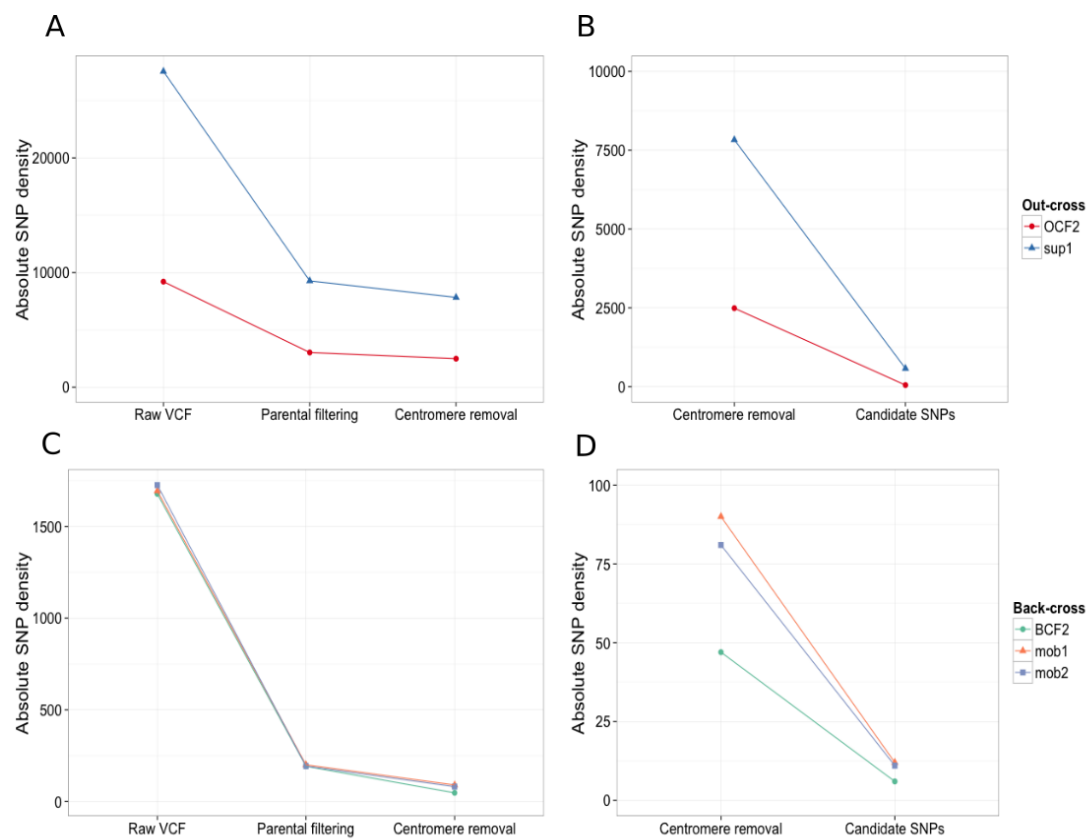 A
Absolute SNP density
20000
10000
0
Raw VCF
Parental filtering
Centromere removal
B
Absolute SNP density
10000
7500
5000
2500
0
Centromere removal
Candidate SNPs
Out-cross
OCF2
sup1
C
Absolute SNP density
1500
1000
500
0
Raw VCF
Parental filtering
Centromere removal
D
Absolute SNP density
100
75
50
25
0
Centromere removal
Candidate SNPs
Back-cross
BCF2
mob1
mob2